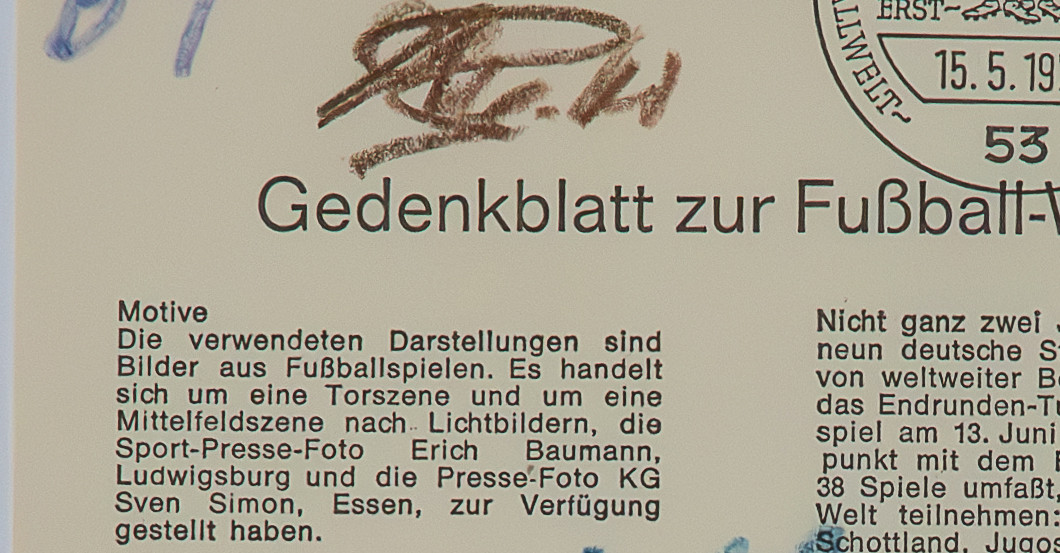 ERST~
ALLWELT~
15.5.19
53
Gedenkblatt zur Fußball-
Motive
Die verwendeten Darstellungen sind
Bilder aus Fußballspielen. Es handelt
sich um eine Torszene und um eine
Mittelfeldszene nach Lichtbildern, die
Sport-Presse-Foto Erich Baumann,
Ludwigsburg und die Presse-Foto KG
Sven Simon, Essen, zur Verfügung
gestellt haben.
Nicht ganz zwei
neun deutsche
von weltweiter
das Endrunden-
spiel am 13. Juni
punkt mit dem
38 Spiele umfaßt,
Welt teilnehmen:
Schottland, Jugos